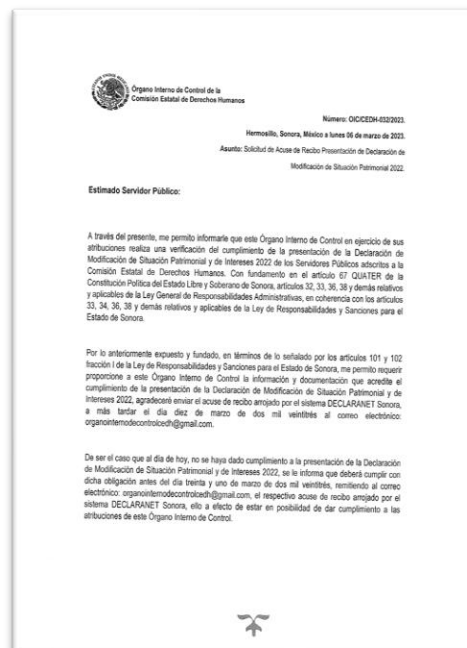 Órgano Interno de Control de la
Comisión Estatal de Derechos Humanos
Número: OIC/CEDH-032/2023.
Hermosillo, Sonora, México a lunes 06 de marzo de 2023.
Asunto: Solicitud de Acuse de Recibo Presentación de Declaración de
Modificación de Situación Patrimonial 2022.
Estimado Servidor Público:
A través del presente, me permito informarle que este Órgano Interno de Control en ejercicio de sus
atribuciones realiza una verificación del cumplimiento de la presentación de la Declaración de
Modificación de Situación Patrimonial y de Intereses 2022 de los Servidores Públicos adscritos a la
Comisión Estatal de Derechos Humanos. Con fundamento en el artículo 67 QUATER de la
Constitución Política del Estado Libre y Soberano de Sonora, artículos 32, 33, 36, 38 y demás relativos
y aplicables de la Ley General de Responsabilidades Administrativas, en coherencia con los artículos
33, 34, 36, 38 y demás relativos y aplicables de la Ley de Responsabilidades y Sanciones para el
Estado de Sonora.
Por lo anteriormente expuesto y fundado, en términos de lo señalado por los artículos 101 y 102
fracción I de la Ley de Responsabilidades y Sanciones para el Estado de Sonora, me permito requerir
proporcione a este Órgano Interno de Control la información y documentación que acredite el
cumplimiento de la presentación de la Declaración de Modificación de Situación Patrimonial y de
Intereses 2022, agradeceré enviar el acuse de recibo arrojado por el sistema DECLARANET Sonora,
a más tardar el día diez de marzo de dos mil veintitrés al correo electrónico:
organointernodecontrolcedh@gmail.com.
De ser el caso que al día de hoy, no se haya dado cumplimiento a la presentación de la Declaración
de Modificación de Situación Patrimonial y de Intereses 2022, se le informa que deberá cumplir con
dicha obligación antes del día treinta y uno de marzo de dos mil veintitrés, remitiendo al correo
electrónico: organointernodecontrolcedh@gmail.com, el respectivo acuse de recibo arrojado por el
sistema DECLARANET Sonora, ello a efecto de estar en posibilidad de dar cumplimiento a las
atribuciones de este Órgano Interno de Control.